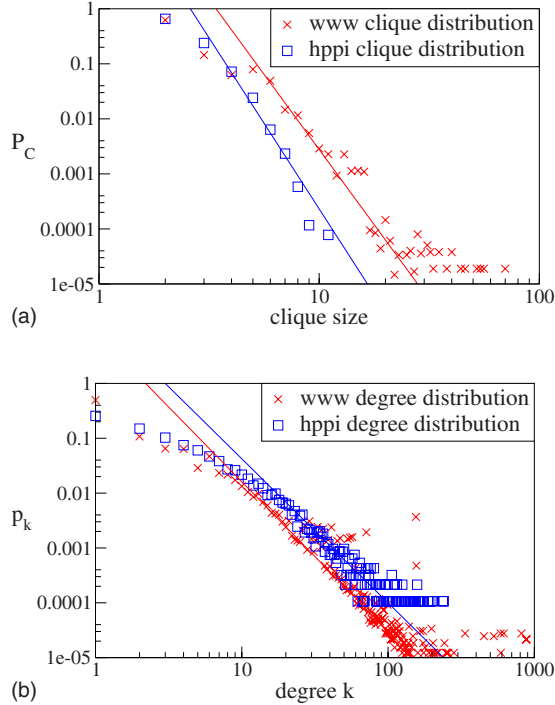 1
0.1
0.01
0.001
0.0001
1e-05
P_C
www clique distribution
hppi clique distribution
1 10 100
clique size
(a)
1
0.1
0.01
0.001
0.0001
1e-05
p_k
www degree distribution
hppi degree distribution
1 10 100 1000
degree k
(b)